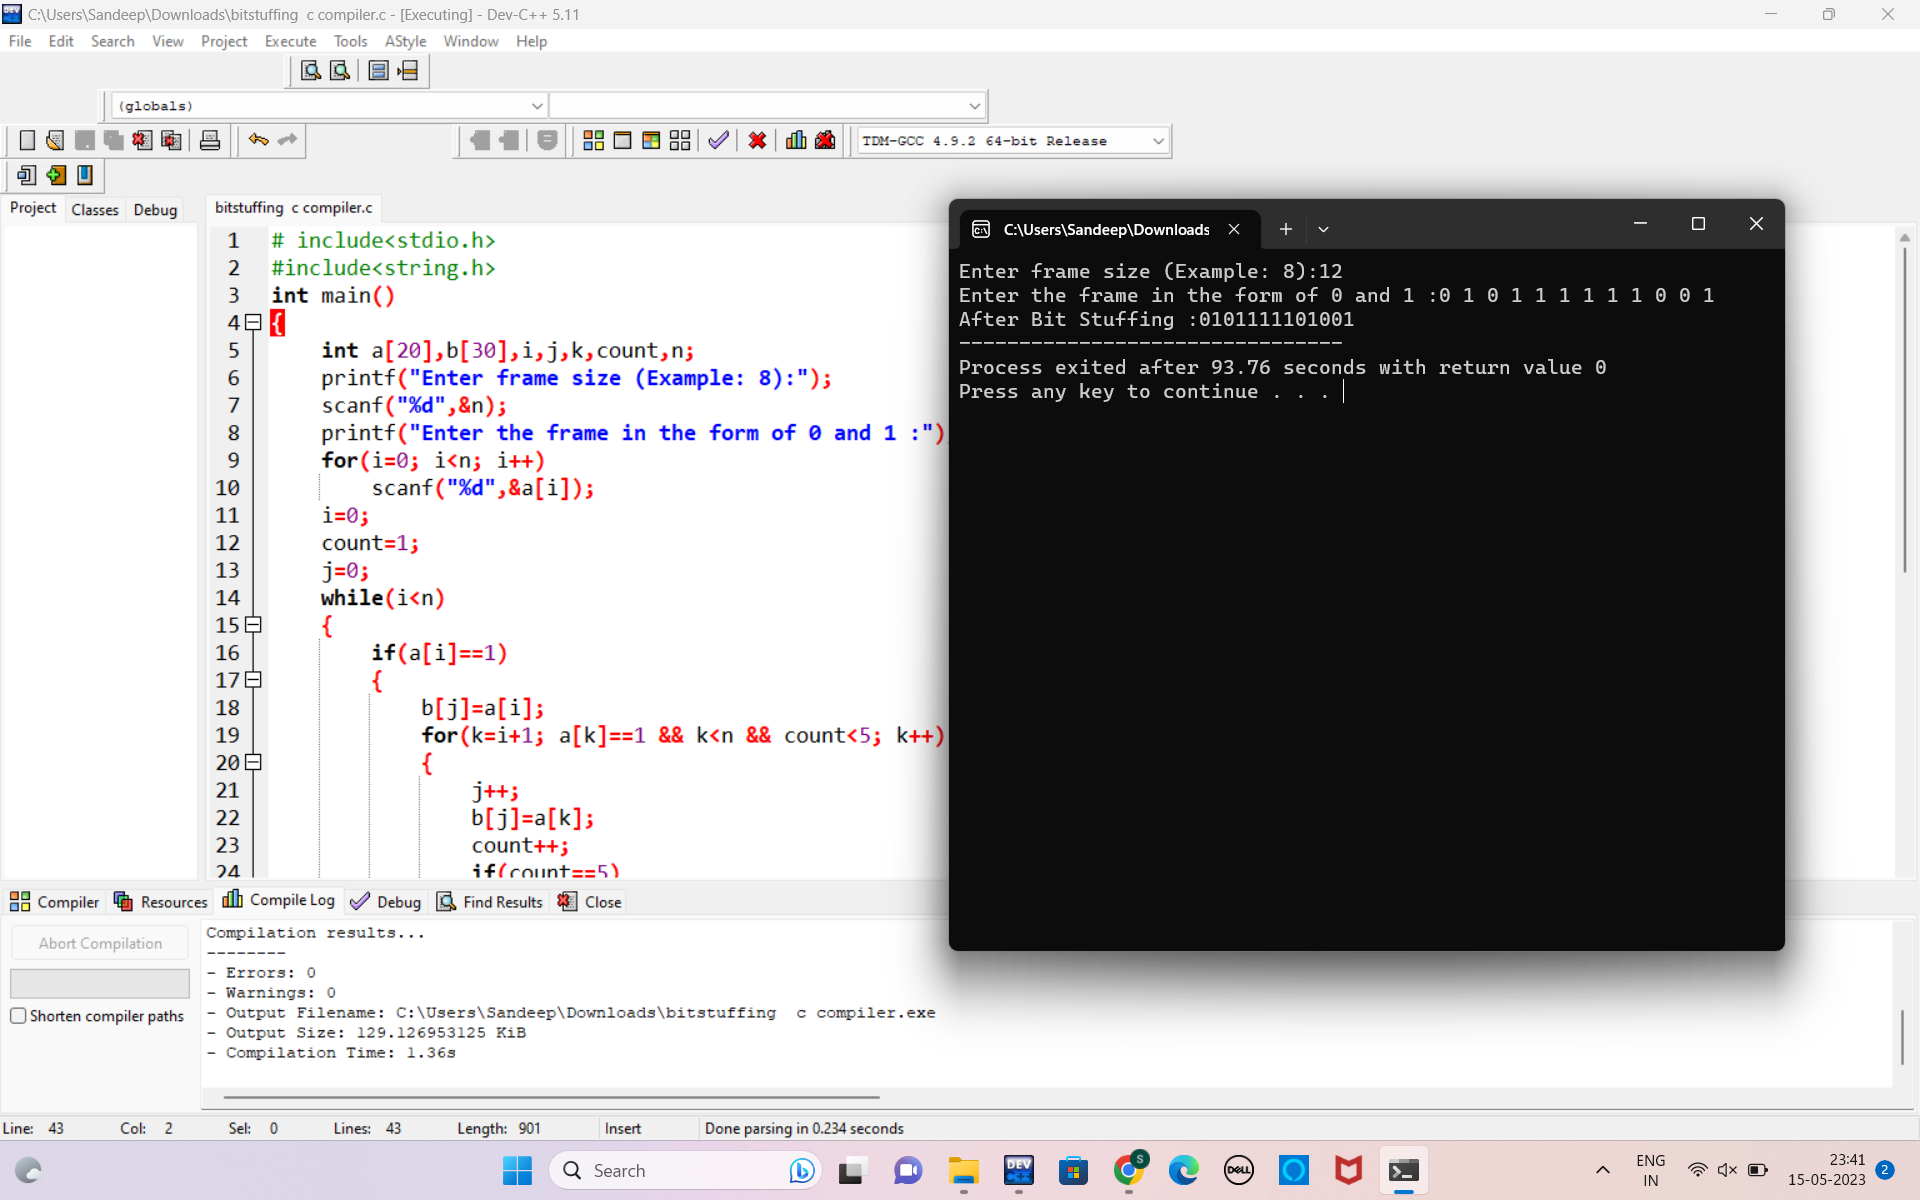 C:\Users\Sandeep\Downloads\bitstuffing  c compiler.c - [Executing] - Dev-C++ 5.11
File Edit Search View Project Execute Tools AStyle Window Help
(globals)
TDM-GCC 4.9.2 64-bit Release
Project Classes Debug
bitstuffing  c compiler.c
1 # include<stdio.h>
2 #include<string.h>
3 int main()
4 {
5 int a[20],b[30],i,j,k,count,n;
6 printf("Enter frame size (Example: 8):");
7 scanf("%d",&n);
8 printf("Enter the frame in the form of 0 and 1 :")
9 for(i=0; i<n; i++)
10 scanf("%d",&a[i]);
11 i=0;
12 count=1;
13 j=0;
14 while(i<n)
15 {
16 if(a[i]==1)
17 {
18 b[j]=a[i];
19 for(k=i+1; a[k]==1 && k<n && count<5; k++)
20 {
21 j++;
22 b[j]=a[k];
23 count++;
24 if(count==5)
C:\Users\Sandeep\Downloads
Enter frame size (Example: 8):12
Enter the frame in the form of 0 and 1 :0 1 0 1 1 1 1 1 1 0 0 1
After Bit Stuffing :0101111101001
--------------------------------
Process exited after 93.76 seconds with return value 0
Press any key to continue . . .
Compiler Resources Compile Log Debug Find Results Close
Abort Compilation
Shorten compiler paths
Compilation results...
--------
- Errors: 0
- Warnings: 0
- Output Filename: C:\Users\Sandeep\Downloads\bitstuffing  c compiler.exe
- Output Size: 129.126953125 KiB
- Compilation Time: 1.36s
Line: 43 Col: 2 Sel: 0 Lines: 43 Length: 901 Insert Done parsing in 0.234 seconds
Search
DEV C++
S
DELL
ENG
IN
23:41
15-05-2023
2